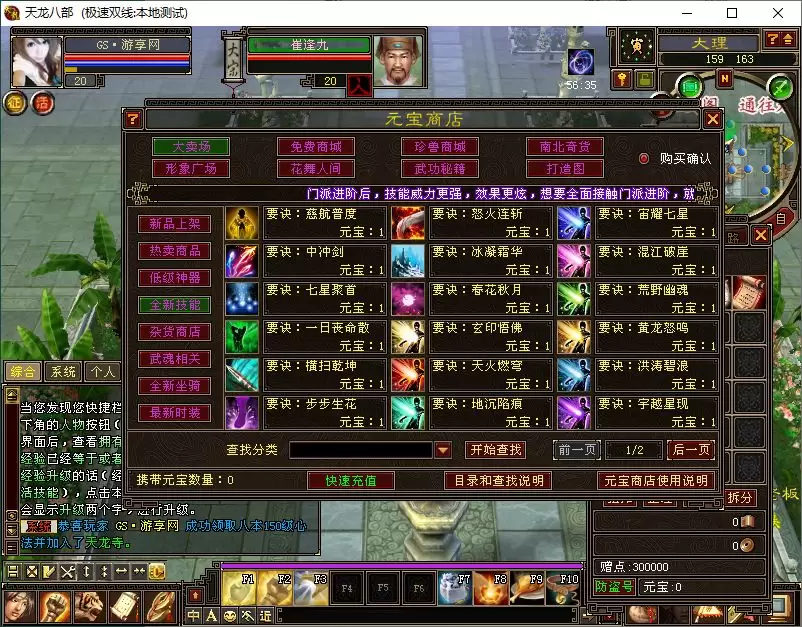 天龙八部 (极速双线:本地测试)
GS·游享网
20
大宗
崔逢九
20
56:35
大理
159 163
征
活
元宝商店
大卖场
免费商城
珍兽商城
南北奇货
购买确认
形象广场
花舞人间
武功秘籍
打造图
门派进阶后，技能威力更强，效果更炫，想要全面接触门派进阶，就
新品上架
热卖商品
低级神器
全新技能
杂货商店
武魂相关
全新坐骑
最新时装
要诀：慈航普度
元宝：1
要诀：怒火连斩
元宝：1
要诀：宙耀七星
元宝：1
要诀：中冲剑
元宝：1
要诀：冰凝霜华
元宝：1
要诀：混江破崖
元宝：1
要诀：七星聚首
元宝：1
要诀：春花秋月
元宝：1
要诀：荒野幽魂
元宝：1
要诀：一日丧命散
元宝：1
要诀：玄印悟佛
元宝：1
要诀：黄龙怒鸣
元宝：1
要诀：横扫乾坤
元宝：1
要诀：天火燃穹
元宝：1
要诀：洪涛碧浪
元宝：1
要诀：步步生花
元宝：1
要诀：地沉陷痕
元宝：1
要诀：宇越星现
元宝：1
查找分类
开始查找
前一页
1/2
后一页
携带元宝数量：0
快速充值
目录和查找说明
元宝商店使用说明
通往
自
综合
系统
个人
当您发现您快捷栏
下角的人物按钮（
界面后，查看拥有
经验已经等于或者
经验升级的话（经
活技能），点击本
会显示升级两个字，进行升级。
系统 恭喜玩家 GS·游享网 成功领取八本150级心
法并加入了天龙寺。
拆分
0
0
赠点:300000
防盗号
元宝:0
F1
F2
F3
F4
F5
F6
F7
F8
F9
F10
中
A
近